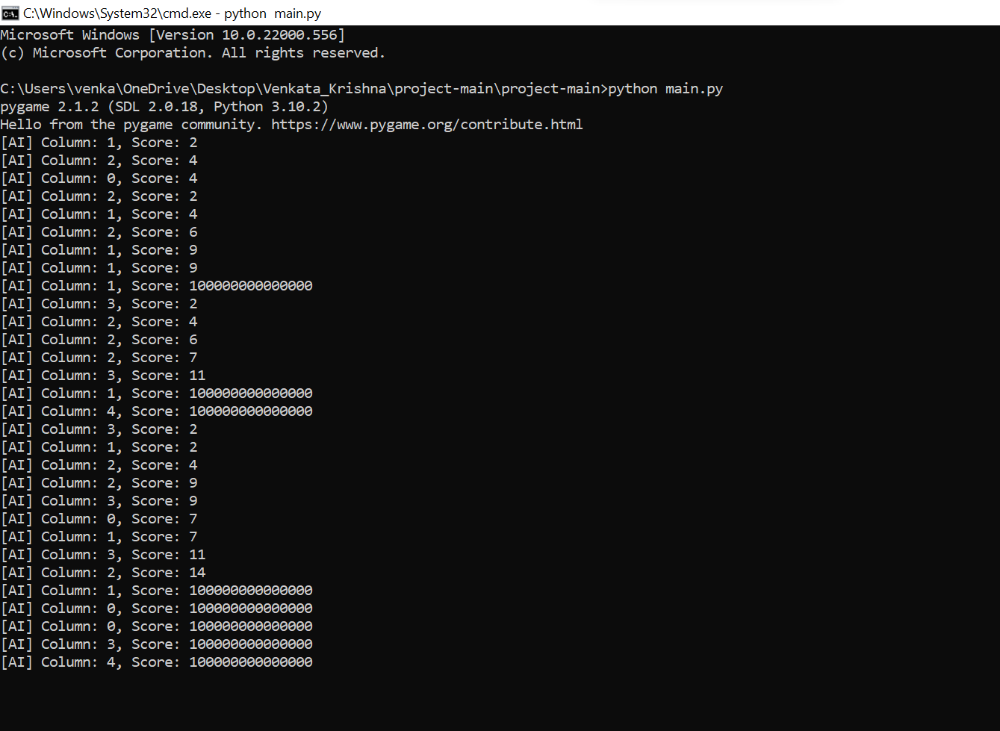 C:\Windows\System32\cmd.exe - python  main.py
Microsoft Windows [Version 10.0.22000.556]
(c) Microsoft Corporation. All rights reserved.
C:\Users\venka\OneDrive\Desktop\Venkata_Krishna\project-main\project-main>python main.py
pygame 2.1.2 (SDL 2.0.18, Python 3.10.2)
Hello from the pygame community. https://www.pygame.org/contribute.html
[AI] Column: 1, Score: 2
[AI] Column: 2, Score: 4
[AI] Column: 0, Score: 4
[AI] Column: 2, Score: 2
[AI] Column: 1, Score: 4
[AI] Column: 2, Score: 6
[AI] Column: 1, Score: 9
[AI] Column: 1, Score: 9
[AI] Column: 1, Score: 100000000000000
[AI] Column: 3, Score: 2
[AI] Column: 2, Score: 4
[AI] Column: 2, Score: 6
[AI] Column: 2, Score: 7
[AI] Column: 3, Score: 11
[AI] Column: 1, Score: 100000000000000
[AI] Column: 4, Score: 100000000000000
[AI] Column: 3, Score: 2
[AI] Column: 1, Score: 2
[AI] Column: 2, Score: 4
[AI] Column: 2, Score: 9
[AI] Column: 3, Score: 9
[AI] Column: 0, Score: 7
[AI] Column: 1, Score: 7
[AI] Column: 3, Score: 11
[AI] Column: 2, Score: 14
[AI] Column: 1, Score: 100000000000000
[AI] Column: 0, Score: 100000000000000
[AI] Column: 0, Score: 100000000000000
[AI] Column: 3, Score: 100000000000000
[AI] Column: 4, Score: 100000000000000